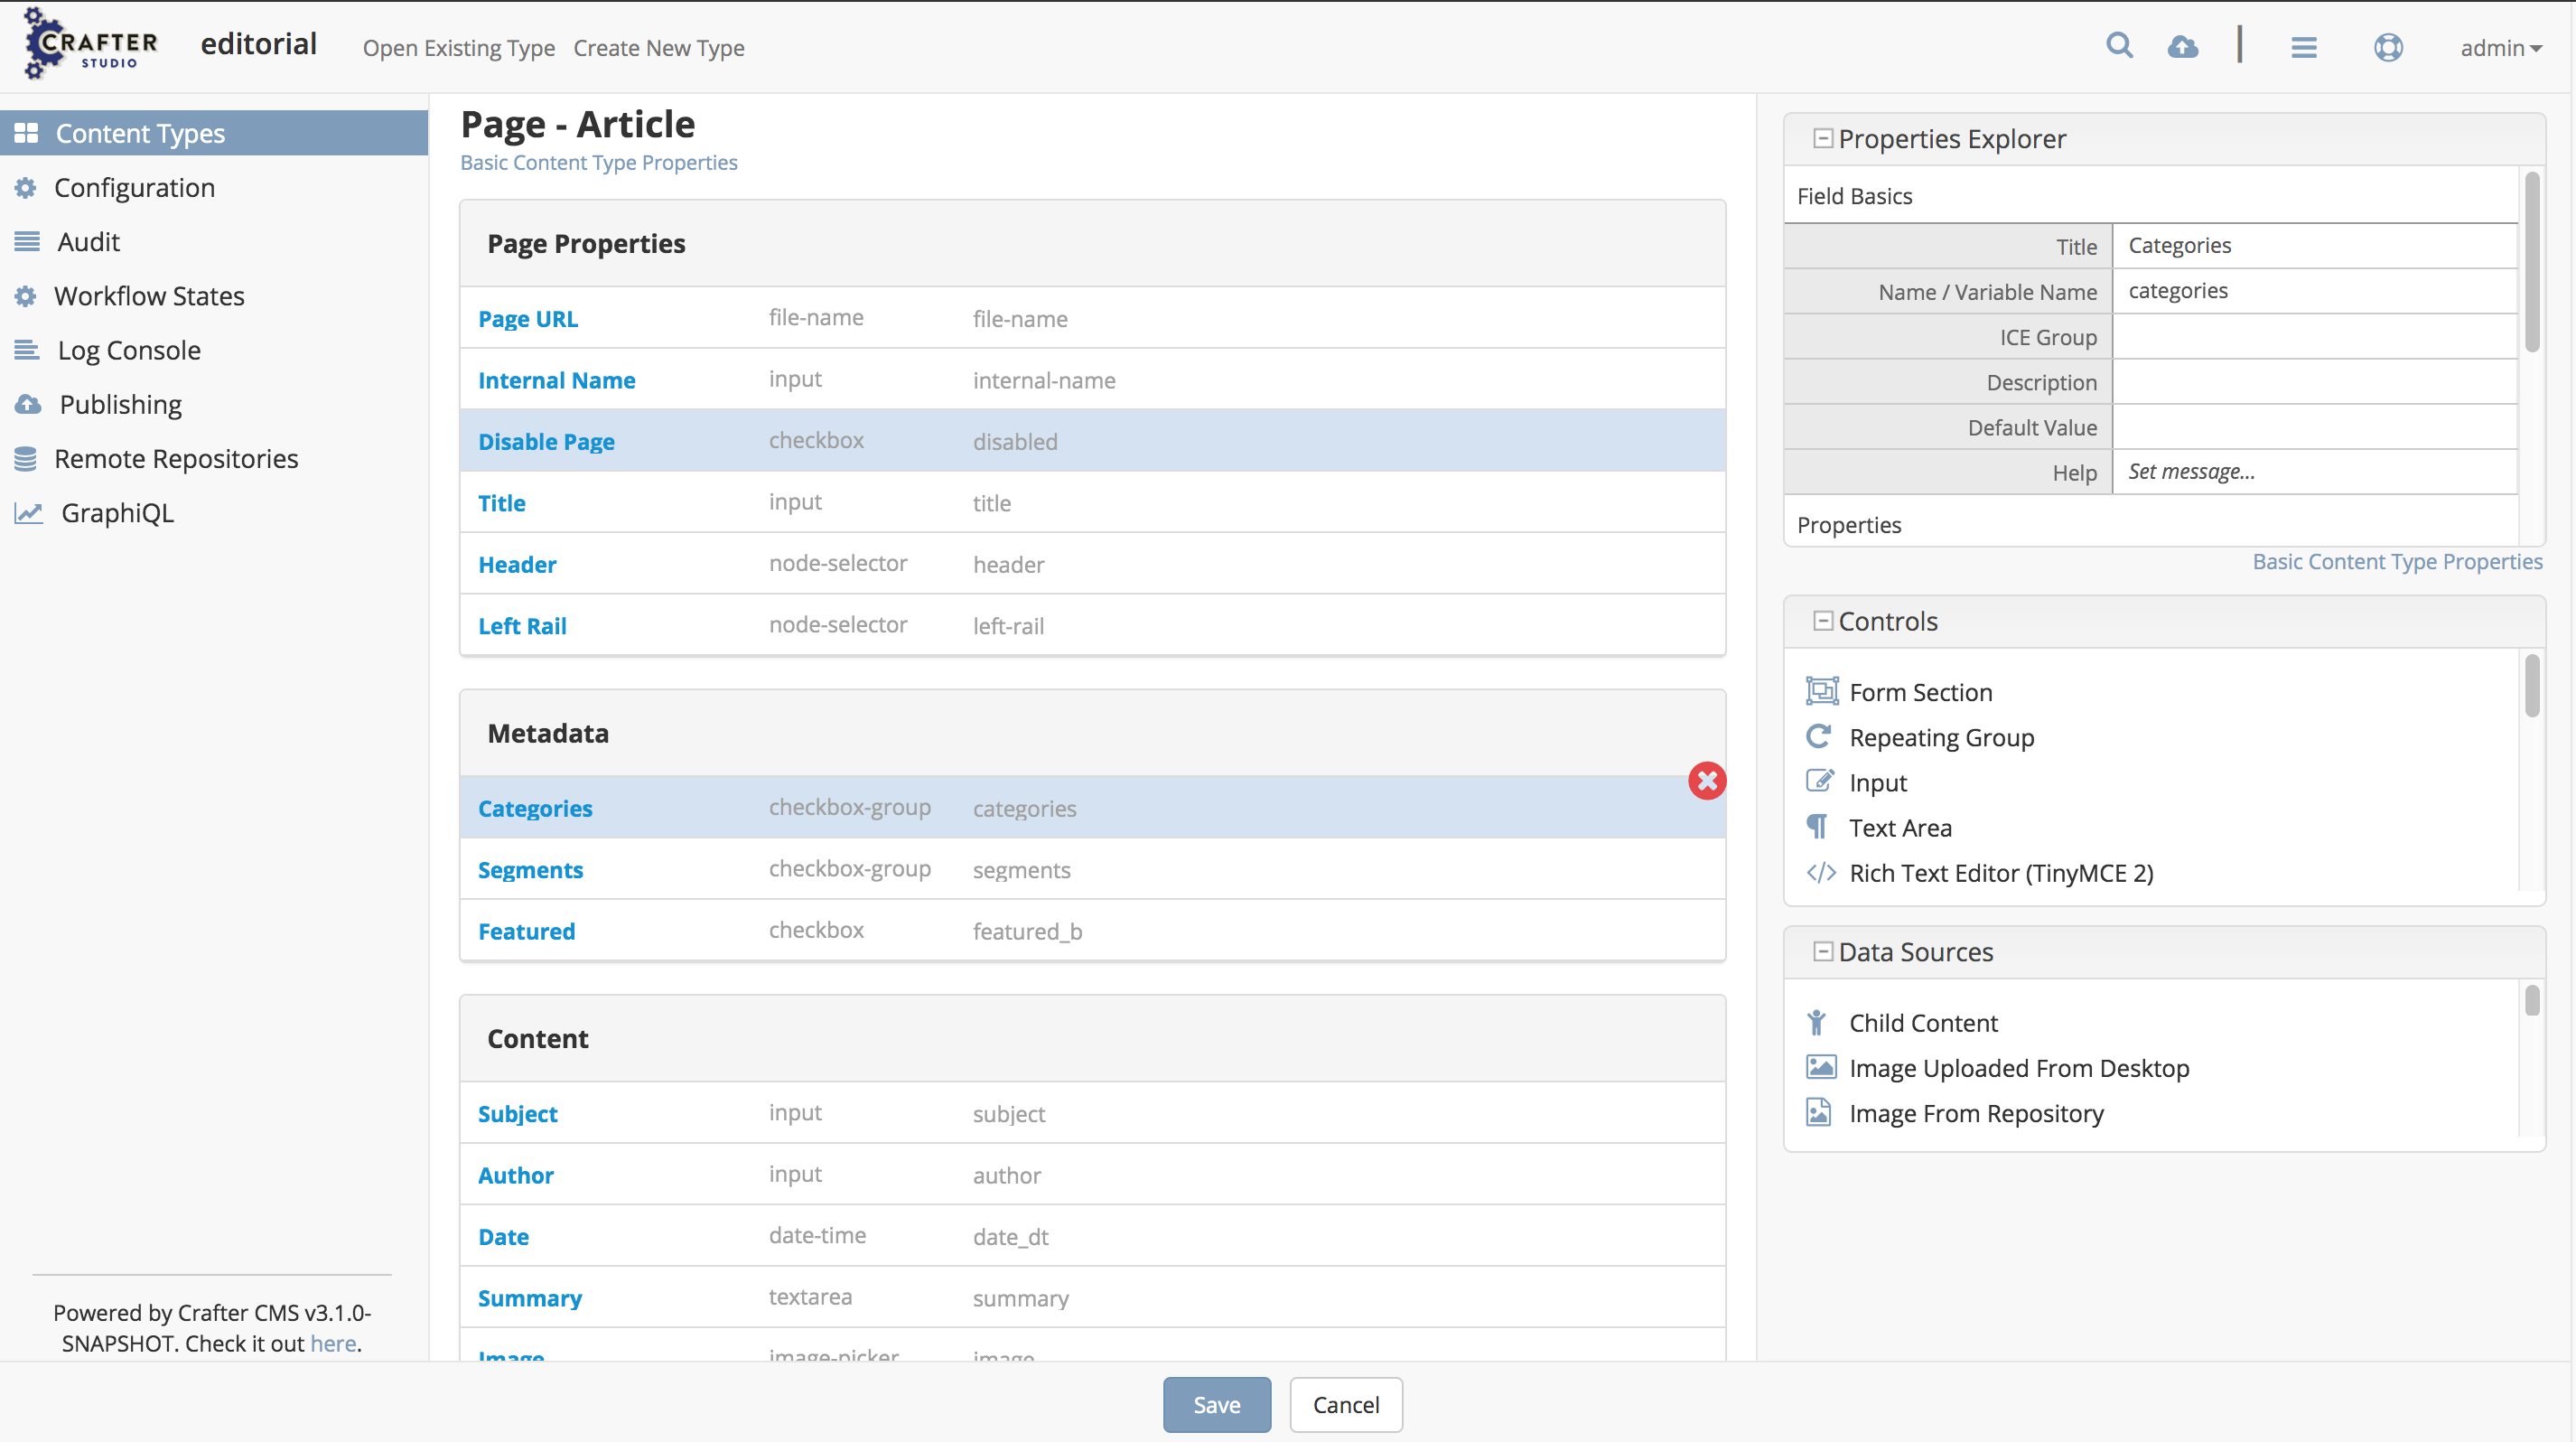 CRAFTER
STUDIO
editorial
Open Existing Type Create New Type
admin
Content Types
Configuration
Audit
Workflow States
Log Console
Publishing
Remote Repositories
GraphiQL
Powered by Crafter CMS v3.1.0-
SNAPSHOT. Check it out here.
Page - Article
Basic Content Type Properties
Page Properties
Page URL file-name file-name
Internal Name input internal-name
Disable Page checkbox disabled
Title input title
Header node-selector header
Left Rail node-selector left-rail
Metadata
Categories checkbox-group categories
Segments checkbox-group segments
Featured checkbox featured_b
Content
Subject input subject
Author input author
Date date-time date_dt
Summary textarea summary
Image image-picker image
Save Cancel
Properties Explorer
Field Basics
Title Categories
Name / Variable Name categories
ICE Group
Description
Default Value
Help Set message...
Properties
Basic Content Type Properties
Controls
Form Section
Repeating Group
Input
Text Area
Rich Text Editor (TinyMCE 2)
Data Sources
Child Content
Image Uploaded From Desktop
Image From Repository